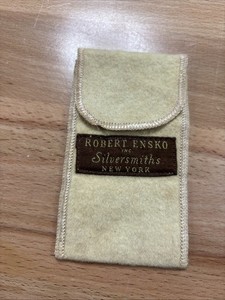 ROBERT ENSKO
INC
Silversmiths
NEW YORK